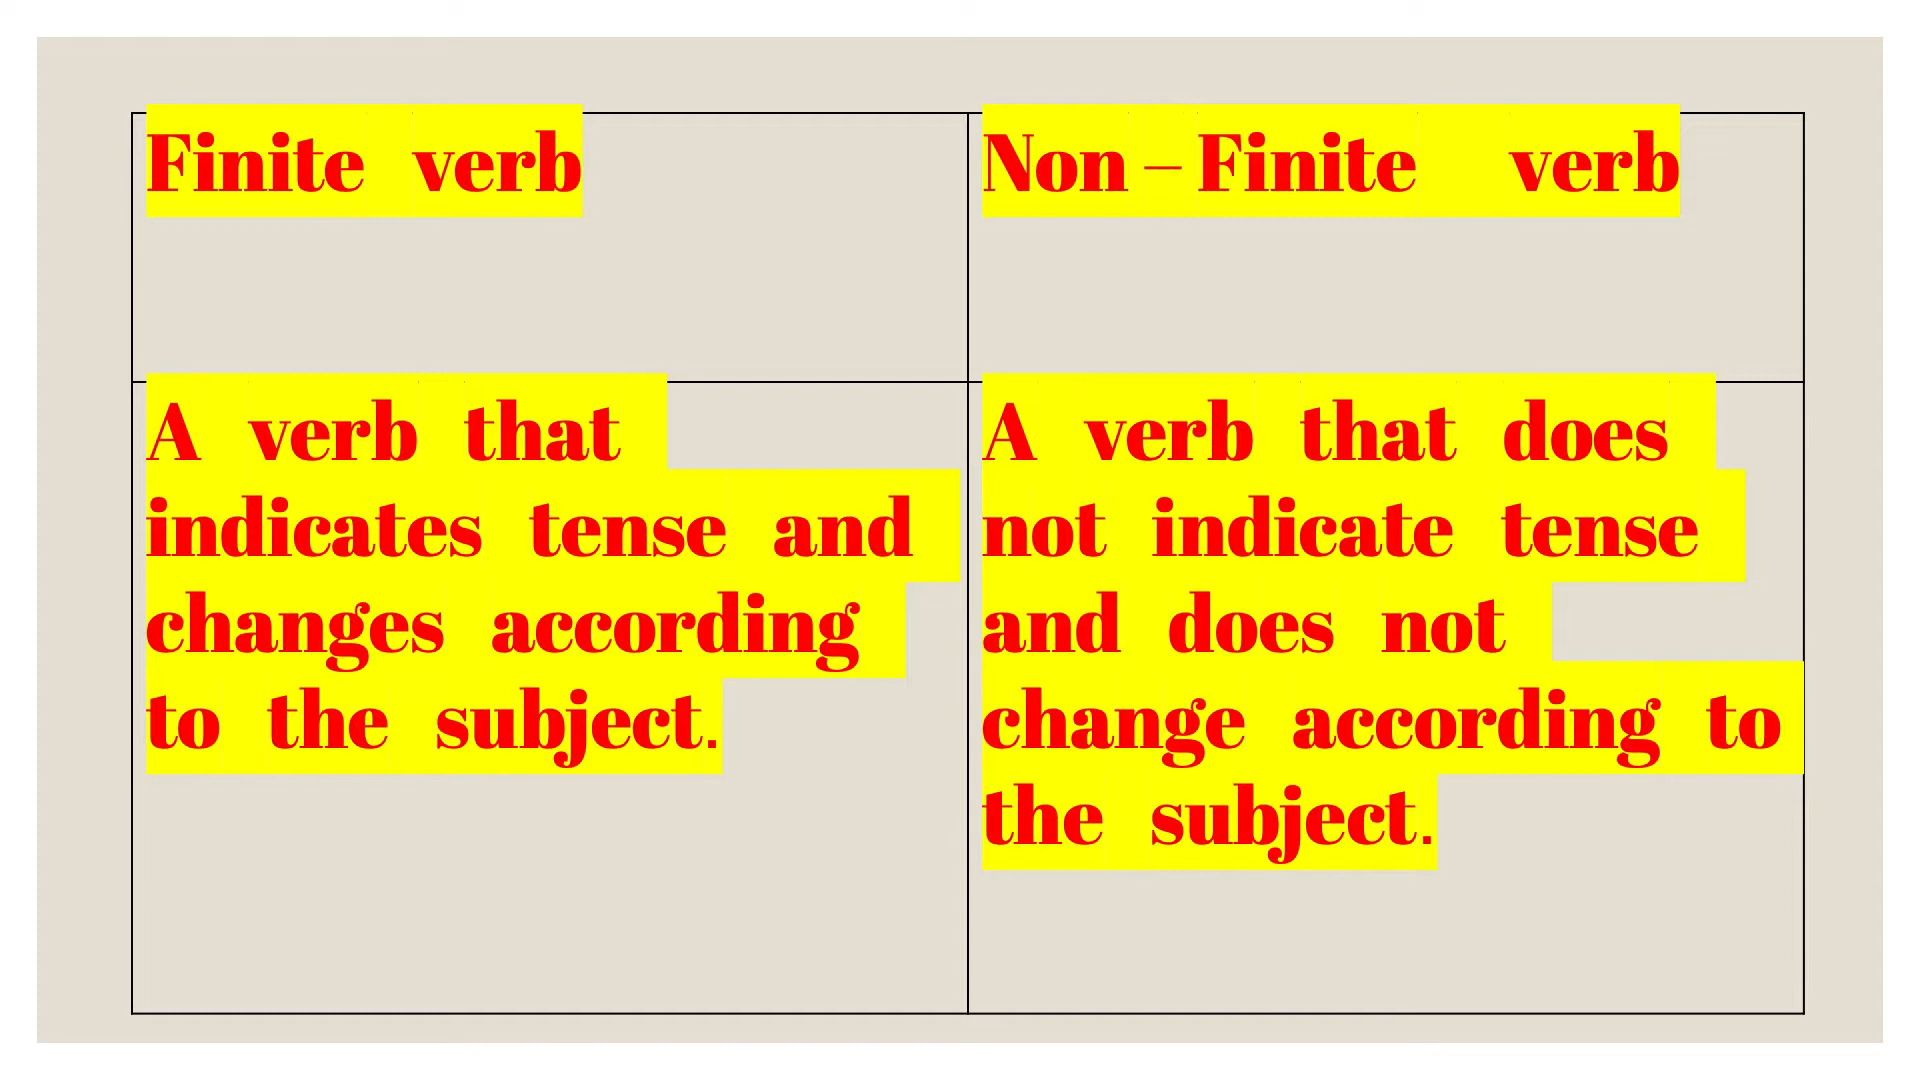 Finite verb
Non – Finite verb
A verb that
indicates tense and
changes according
to the subject.
A verb that does
not indicate tense
and does not
change according to
the subject.